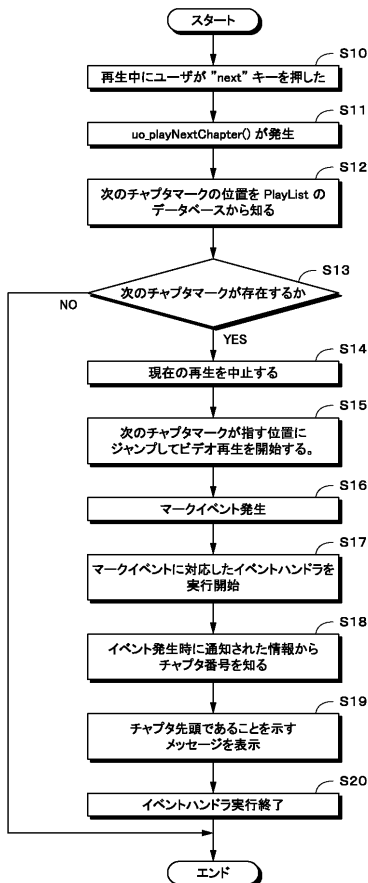 スタート
S10
再生中にユーザが "next" キーを押した
S11
uo_playNextChapter() が発生
S12
次のチャプタマークの位置を PlayList の
データベースから知る
S13
次のチャプタマークが存在するか
NO
YES
S14
現在の再生を中止する
S15
次のチャプタマークが指す位置に
ジャンプしてビデオ再生を開始する。
S16
マークイベント発生
S17
マークイベントに対応したイベントハンドラを
実行開始
S18
イベント発生時に通知された情報から
チャプタ番号を知る
S19
チャプタ先頭であることを示す
メッセージを表示
S20
イベントハンドラ実行終了
エンド